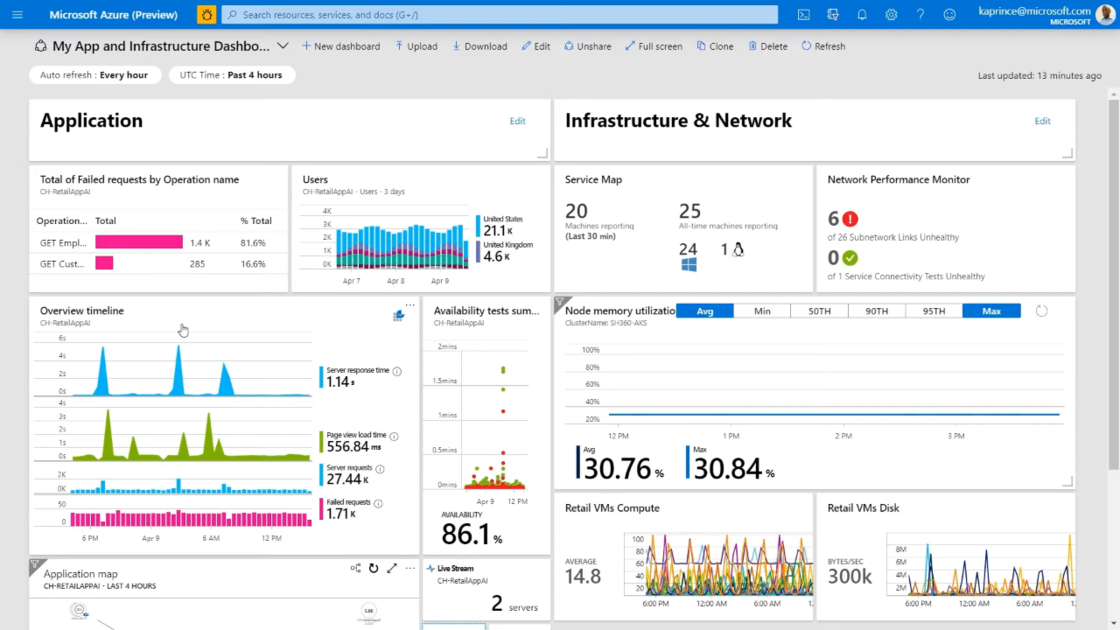 Microsoft Azure (Preview)
Search resources, services, and docs (G+/)
kaprince@microsoft.com
MICROSOFT
My App and Infrastructure Dashbo...
New dashboard
Upload
Download
Edit
Unshare
Full screen
Clone
Delete
Refresh
Auto refresh : Every hour
UTC Time : Past 4 hours
Last updated: 13 minutes ago
Application
Edit
Infrastructure & Network
Edit
Total of Failed requests by Operation name
CH-RetailAppAI
Operation... Total % Total
GET Empl... 1.4 K 81.6%
GET Cust... 285 16.6%
Users
CH-RetailAppAI - Users - 3 days
4K
3K
2K
1K
0K
Apr 7 Apr 8 Apr 9
United States
21.1 K
United Kingdom
4.6 K
Service Map
20
Machines reporting
(Last 30 min)
25
All-time machines reporting
24 1
Network Performance Monitor
6
of 26 Subnetwork Links Unhealthy
0
of 1 Service Connectivity Tests Unhealthy
Overview timeline
CH-RetailAppAI
6s
4s
2s
0s
4s
3s
2s
1s
0s
2K
0K
50
0
6 PM Apr 9 6 AM 12 PM
Server response time
1.14 s
Page view load time
556.84 ms
Server requests
27.44 K
Failed requests
1.71 K
Availability tests sum...
CH-RetailAppAI
2mins
1.5mins
1mins
0.5mins
0mins
Apr 9 12 PM
AVAILABILITY
86.1 %
Node memory utilizatio
ClusterName: SH360-AKS
Avg Min 50TH 90TH 95TH Max
100%
80%
60%
40%
20%
12 PM 1 PM 2 PM 3 PM
Avg
30.76 %
Max
30.84 %
Application map
CH-RETAILAPPAI - LAST 4 HOURS
Live Stream
CH-RetailAppAI
2 servers
Retail VMs Compute
AVERAGE
14.8
100
80
60
40
20
6:00 PM 12:00 AM 6:00 AM 12:
Retail VMs Disk
BYTES/SEC
300k
8M
6M
4M
2M
6:00 PM 12:00 AM 6:00 AM 1